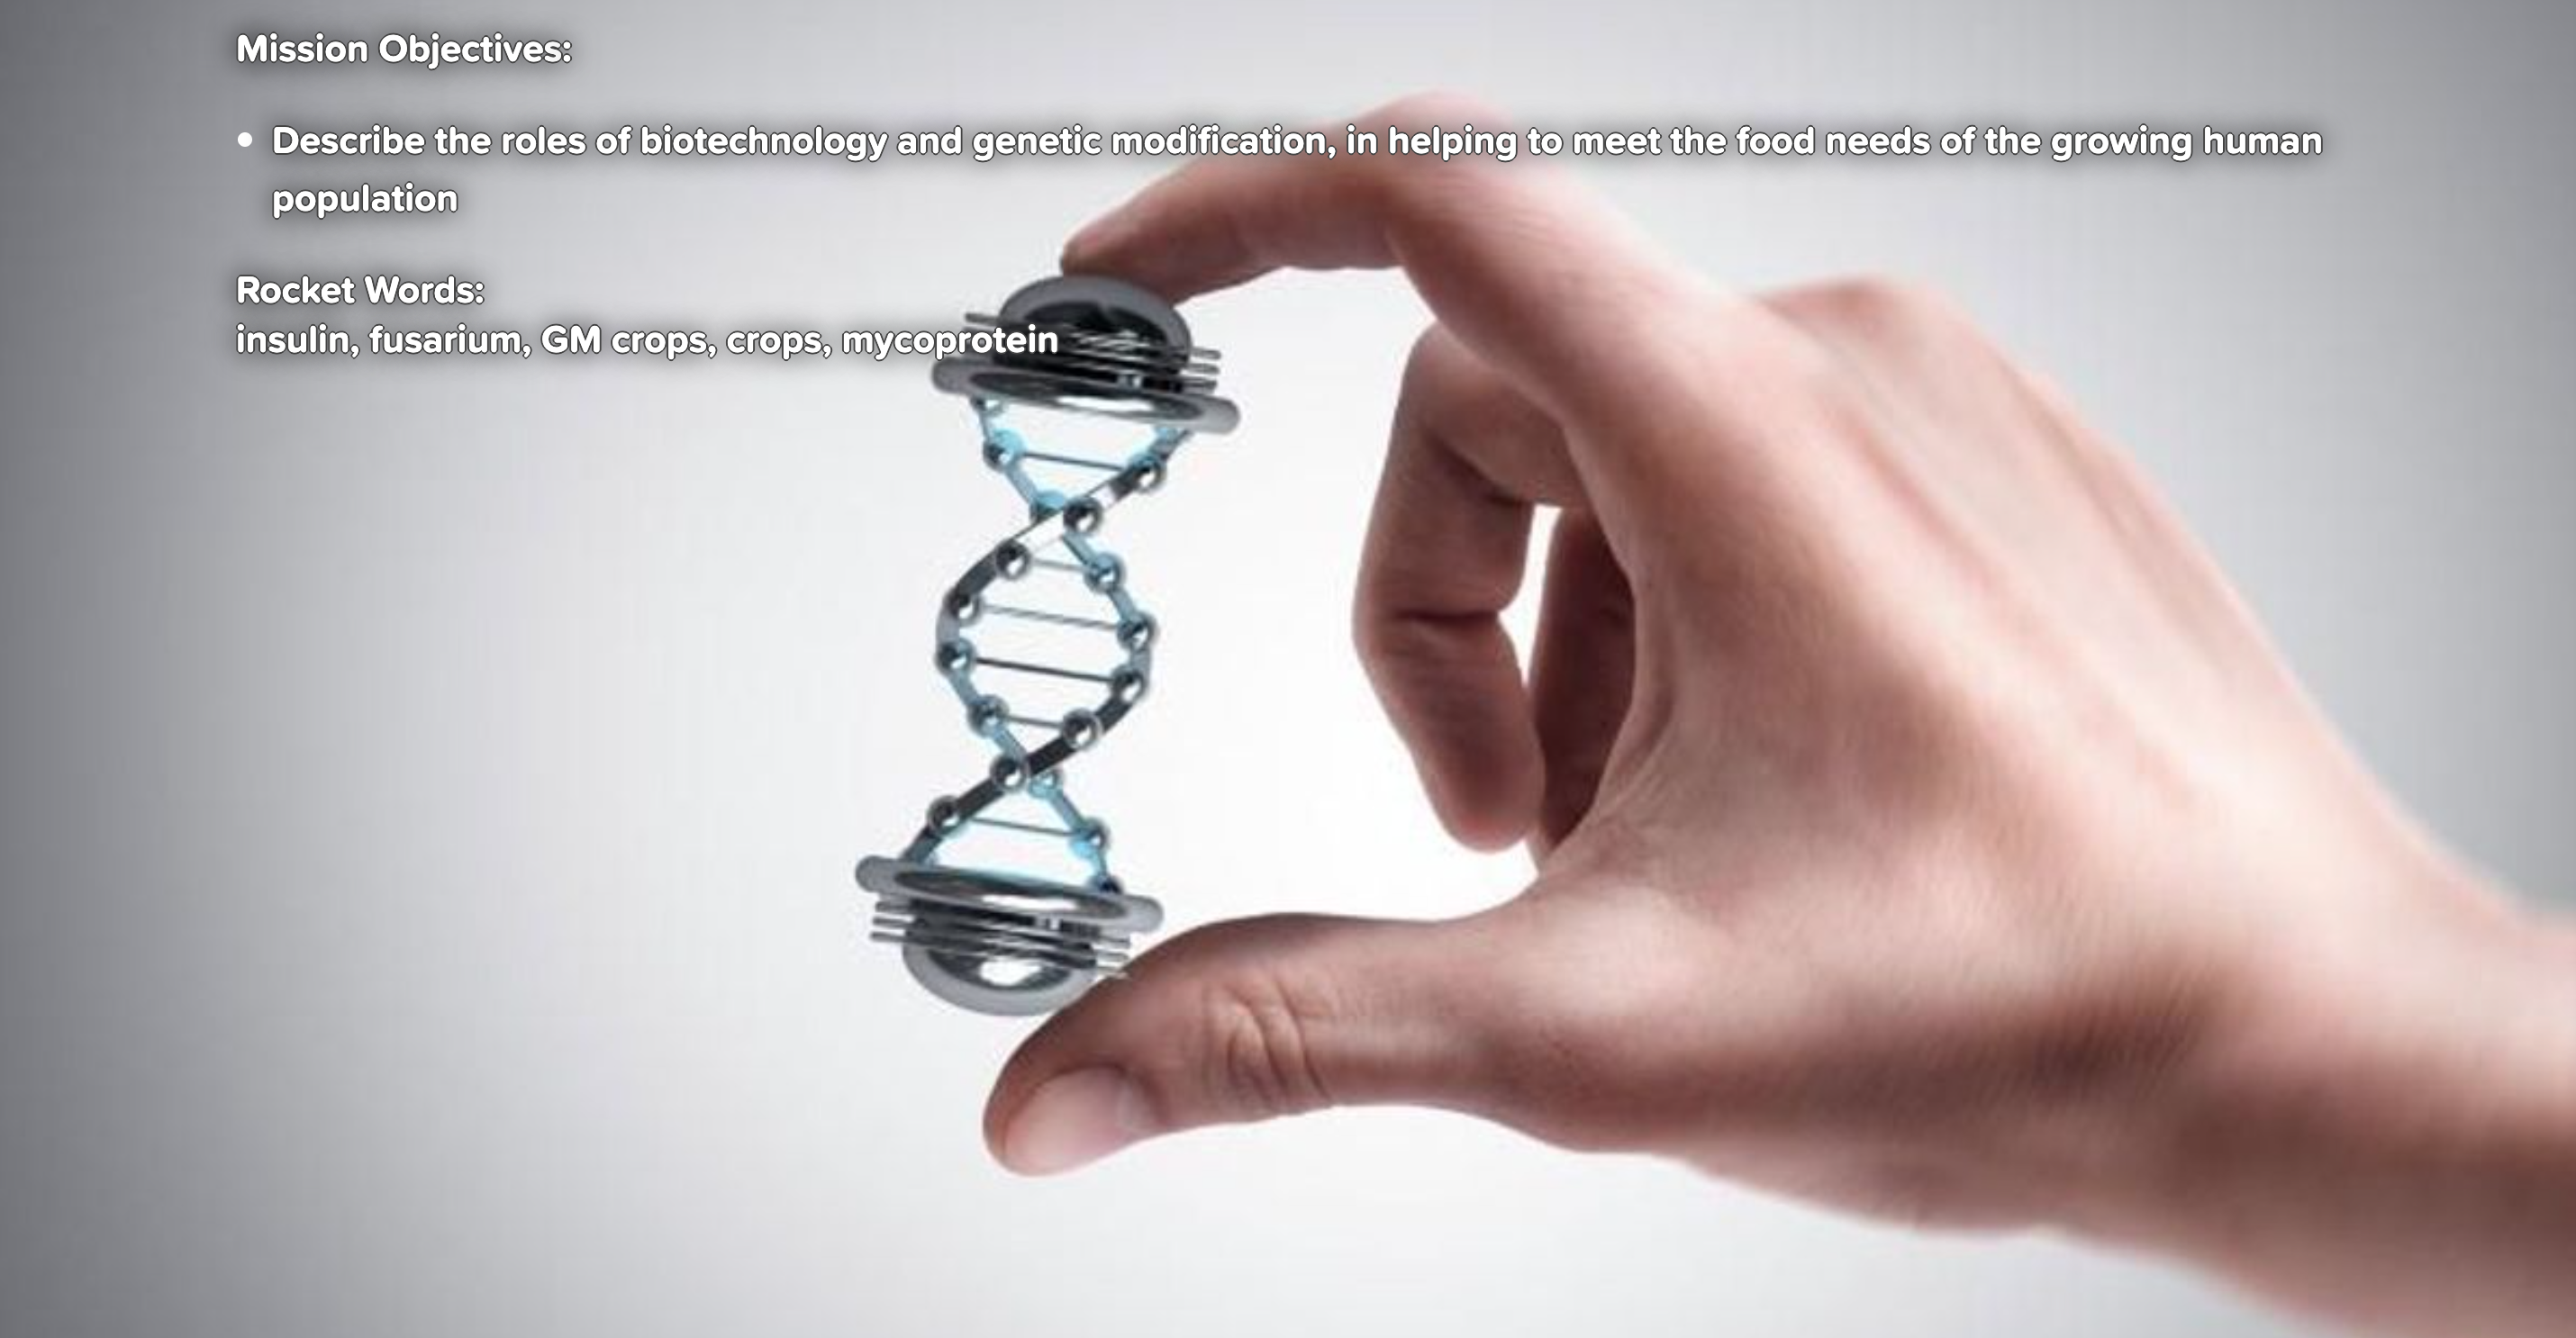 Mission Objectives:
• Describe the roles of biotechnology and genetic modification, in helping to meet the food needs of the growing human
population
Rocket Words:
insulin, fusarium, GM crops, crops, mycoprotein